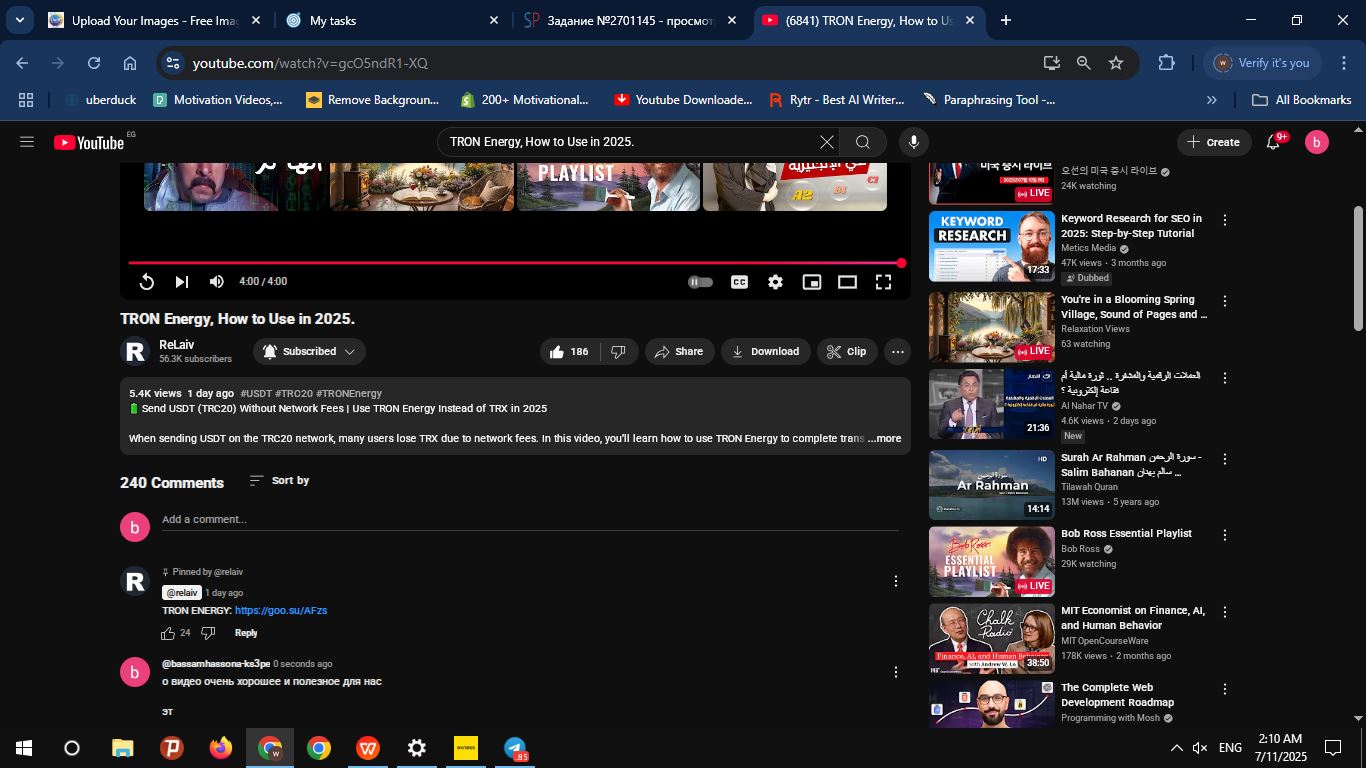 Upload Your Images - Free Imag
My tasks
Задание №2701145 - просмотр
(6841) TRON Energy, How to Us
youtube.com/watch?v=gcO5ndR1-XQ
Verify it's you
uberduck
Motivation Videos,...
Remove Backgroun...
200+ Motivational...
Youtube Downloade...
Rytr - Best AI Writer...
Paraphrasing Tool -...
All Bookmarks
YouTube EG
TRON Energy, How to Use in 2025.
Create
9+
b
PLAYLIST
A2
B1
C1
4:00 / 4:00
CC
TRON Energy, How to Use in 2025.
R
ReLaiv
56.3K subscribers
Subscribed
186
Share
Download
Clip
5.4K views 1 day ago #USDT #TRC20 #TRONEnergy
Send USDT (TRC20) Without Network Fees | Use TRON Energy Instead of TRX in 2025
When sending USDT on the TRC20 network, many users lose TRX due to network fees. In this video, you'll learn how to use TRON Energy to complete trans ...more
240 Comments
Sort by
b
Add a comment...
R
Pinned by @relaiv
@relaiv 1 day ago
TRON ENERGY: https://goo.su/AFzs
24
Reply
b
@bassamhassona-ks3pe 0 seconds ago
о видео очень хорошее и полезное для нас
эт
미국 증시 라이브
LIVE
오선의 미국 증시 라이브
24K watching
KEYWORD
RESEARCH
17:33
Keyword Research for SEO in
2025: Step-by-Step Tutorial
Metics Media
47K views • 3 months ago
Dubbed
LIVE
You're in a Blooming Spring
Village, Sound of Pages and ...
Relaxation Views
63 watching
21:36
العملات الرقمية والمشفرة .. ثورة مالية أم
فقاعة إلكترونية ؟
Al Nahar TV
4.6K views • 2 days ago
New
HD
Ar Rahman
14:14
Surah Ar Rahman سورة الرحمن -
Salim Bahanan سالم بهنان ...
Tilawah Quran
13M views • 5 years ago
Bob Ross
ESSENTIAL
PLAYLIST
LIVE
Bob Ross Essential Playlist
Bob Ross
29K watching
Chalk
Radio
Finance, AI, and Human Behavior
with Andrew W. Lo
38:50
MIT Economist on Finance, AI,
and Human Behavior
MIT OpenCourseWare
178K views • 2 months ago
The Complete Web
Development Roadmap
Programming with Mosh
exness
.85
ENG
2:10 AM
7/11/2025